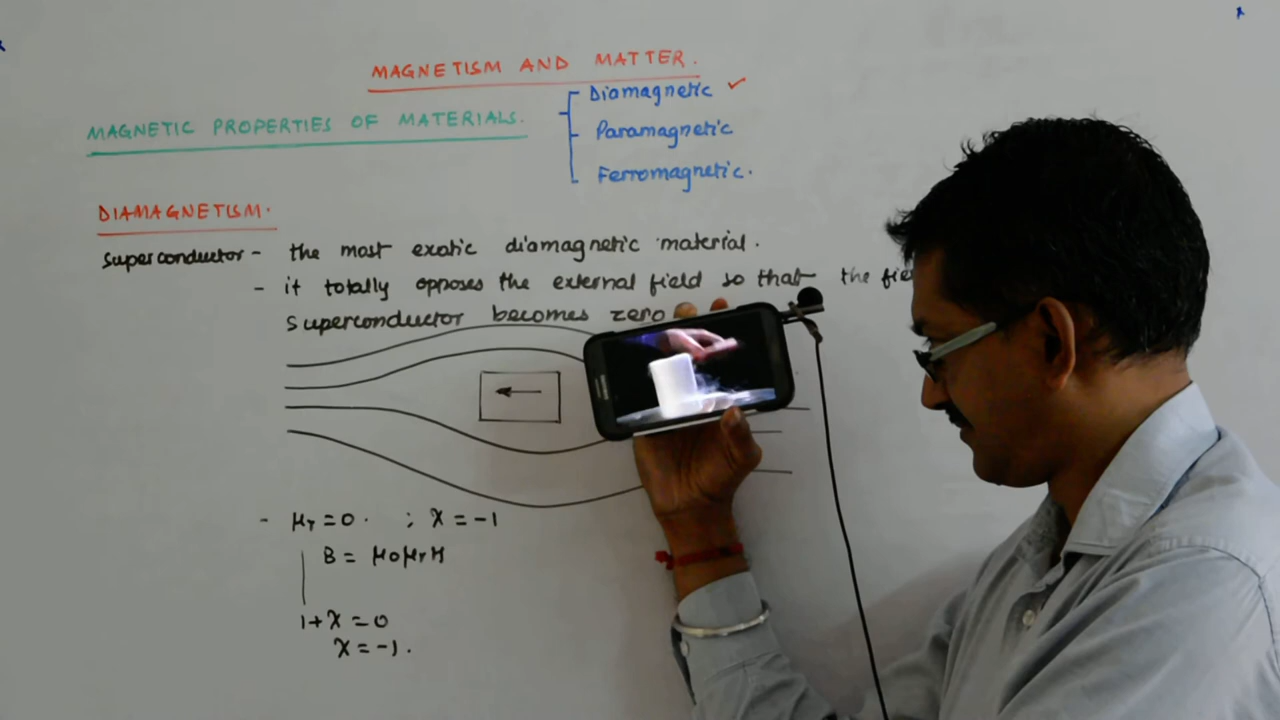 MAGNETISM AND MATTER.
MAGNETIC PROPERTIES OF MATERIALS.
Diamagnetic ✓
Paramagnetic
Ferromagnetic.
DIAMAGNETISM.
Superconductor - the most exotic diamagnetic material.
- it totally opposes the external field so that the
Superconductor becomes zero
- μr = 0 . ; χ = -1
B = μ0μrH
1+χ = 0
χ = -1.